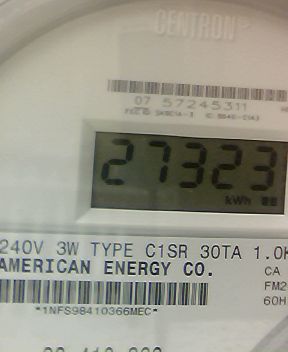 CENTRON®
07 57245311
27323
kWh
240V 3W TYPE C1SR 30TA 1.0K
AMERICAN ENERGY CO.
CA
FM2
60H
*1NFS98410366MEC*